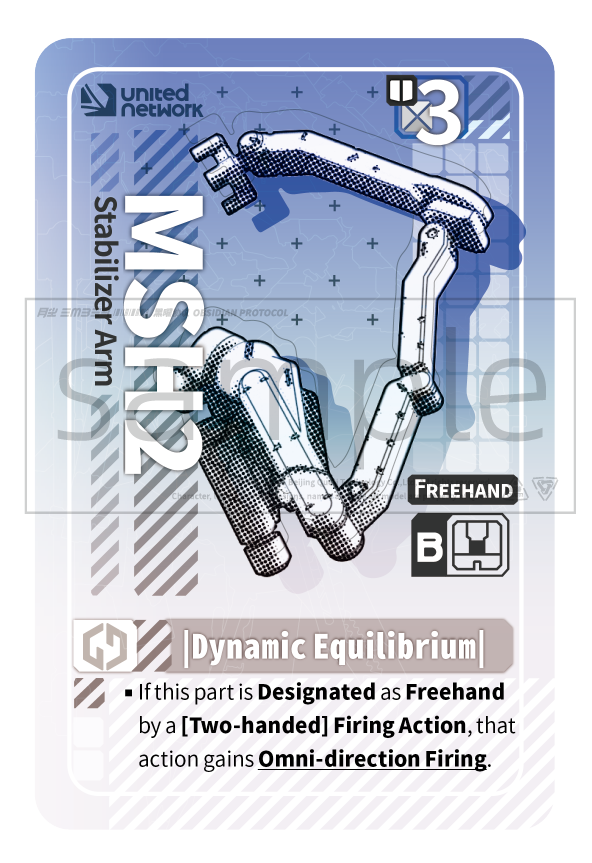 UNITED
NETWORK
3
MSH2
Stabilizer Arm
OBSIDIAN PROTOCOL
sample
FREEHAND
B
|Dynamic Equilibrium|
▪ If this part is Designated as Freehand
by a [Two-handed] Firing Action, that
action gains Omni-direction Firing.